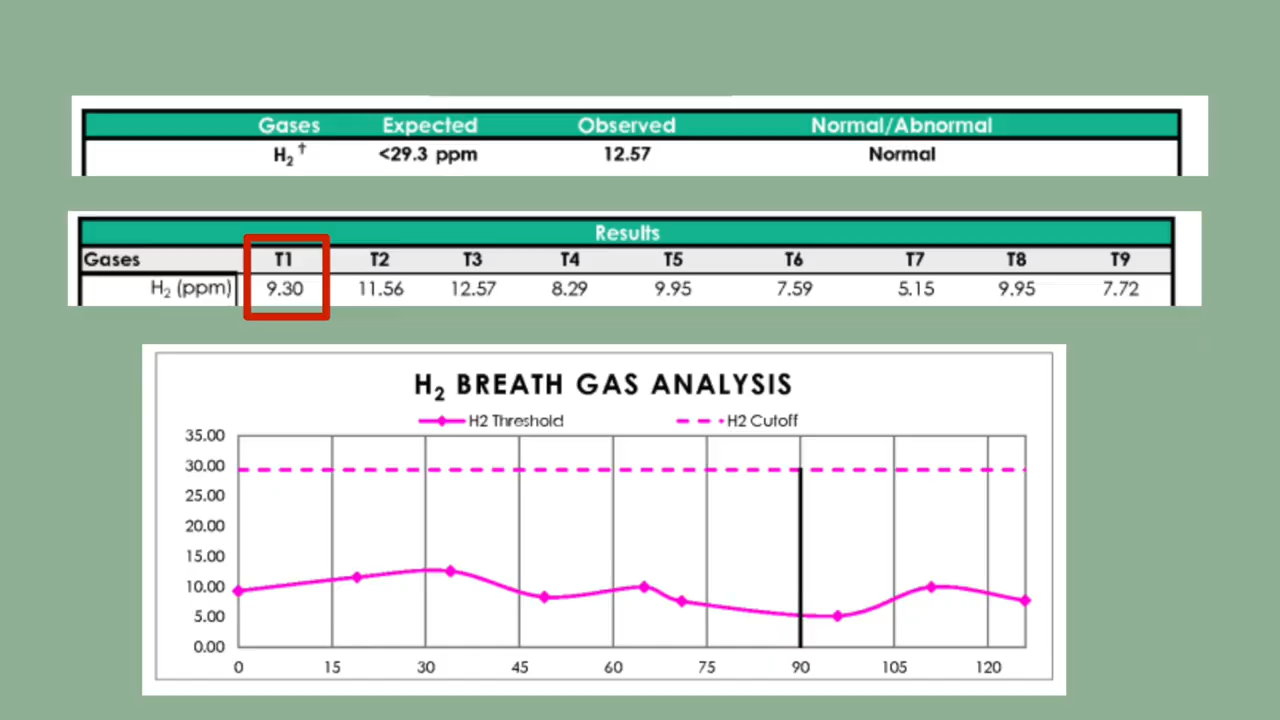 Gases Expected Observed Normal/Abnormal
H₂† <29.3 ppm 12.57 Normal
Results
Gases T1 T2 T3 T4 T5 T6 T7 T8 T9
H₂ (ppm) 9.30 11.56 12.57 8.29 9.95 7.59 5.15 9.95 7.72
H₂ BREATH GAS ANALYSIS
H2 Threshold H2 Cutoff
35.00
30.00
25.00
20.00
15.00
10.00
5.00
0.00
0 15 30 45 60 75 90 105 120